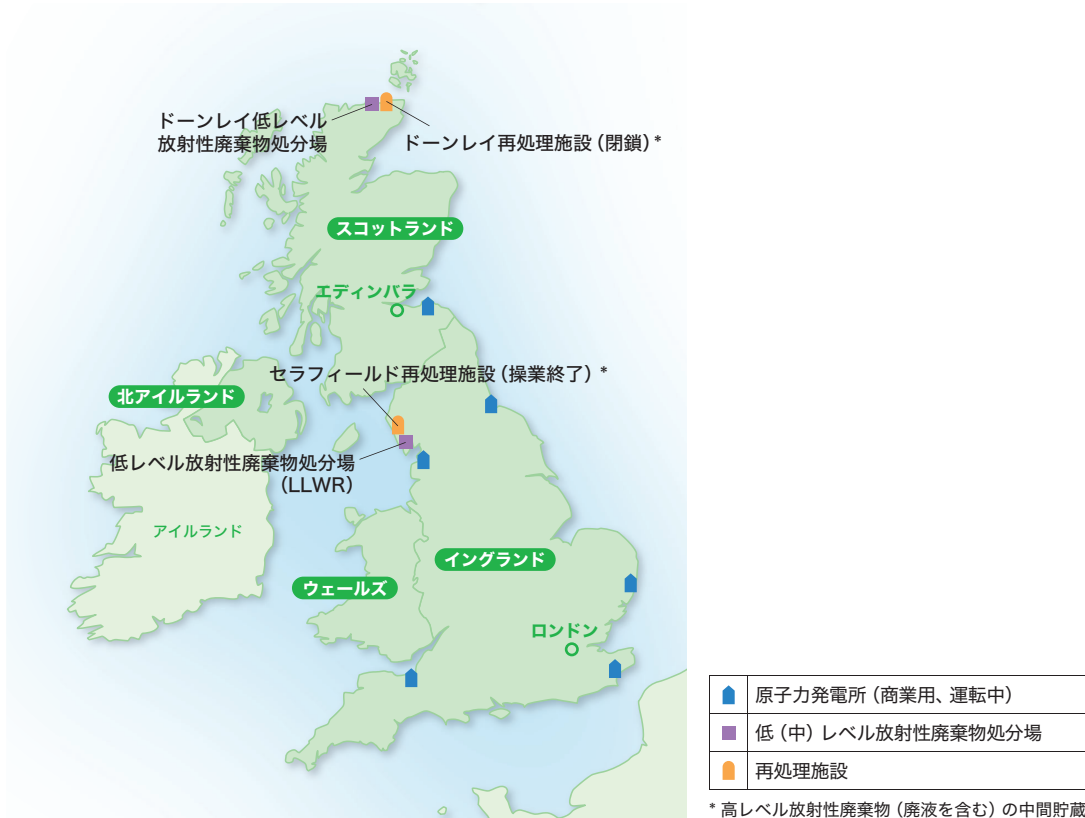 ドーンレイ低レベル
放射性廃棄物処分場
ドーンレイ再処理施設（閉鎖）*
スコットランド
エディンバラ
セラフィールド再処理施設（操業終了）*
北アイルランド
低レベル放射性廃棄物処分場
（LLWR）
アイルランド
イングランド
ウェールズ
ロンドン
原子力発電所（商業用、運転中）
低（中）レベル放射性廃棄物処分場
再処理施設
* 高レベル放射性廃棄物（廃液を含む）の中間貯蔵